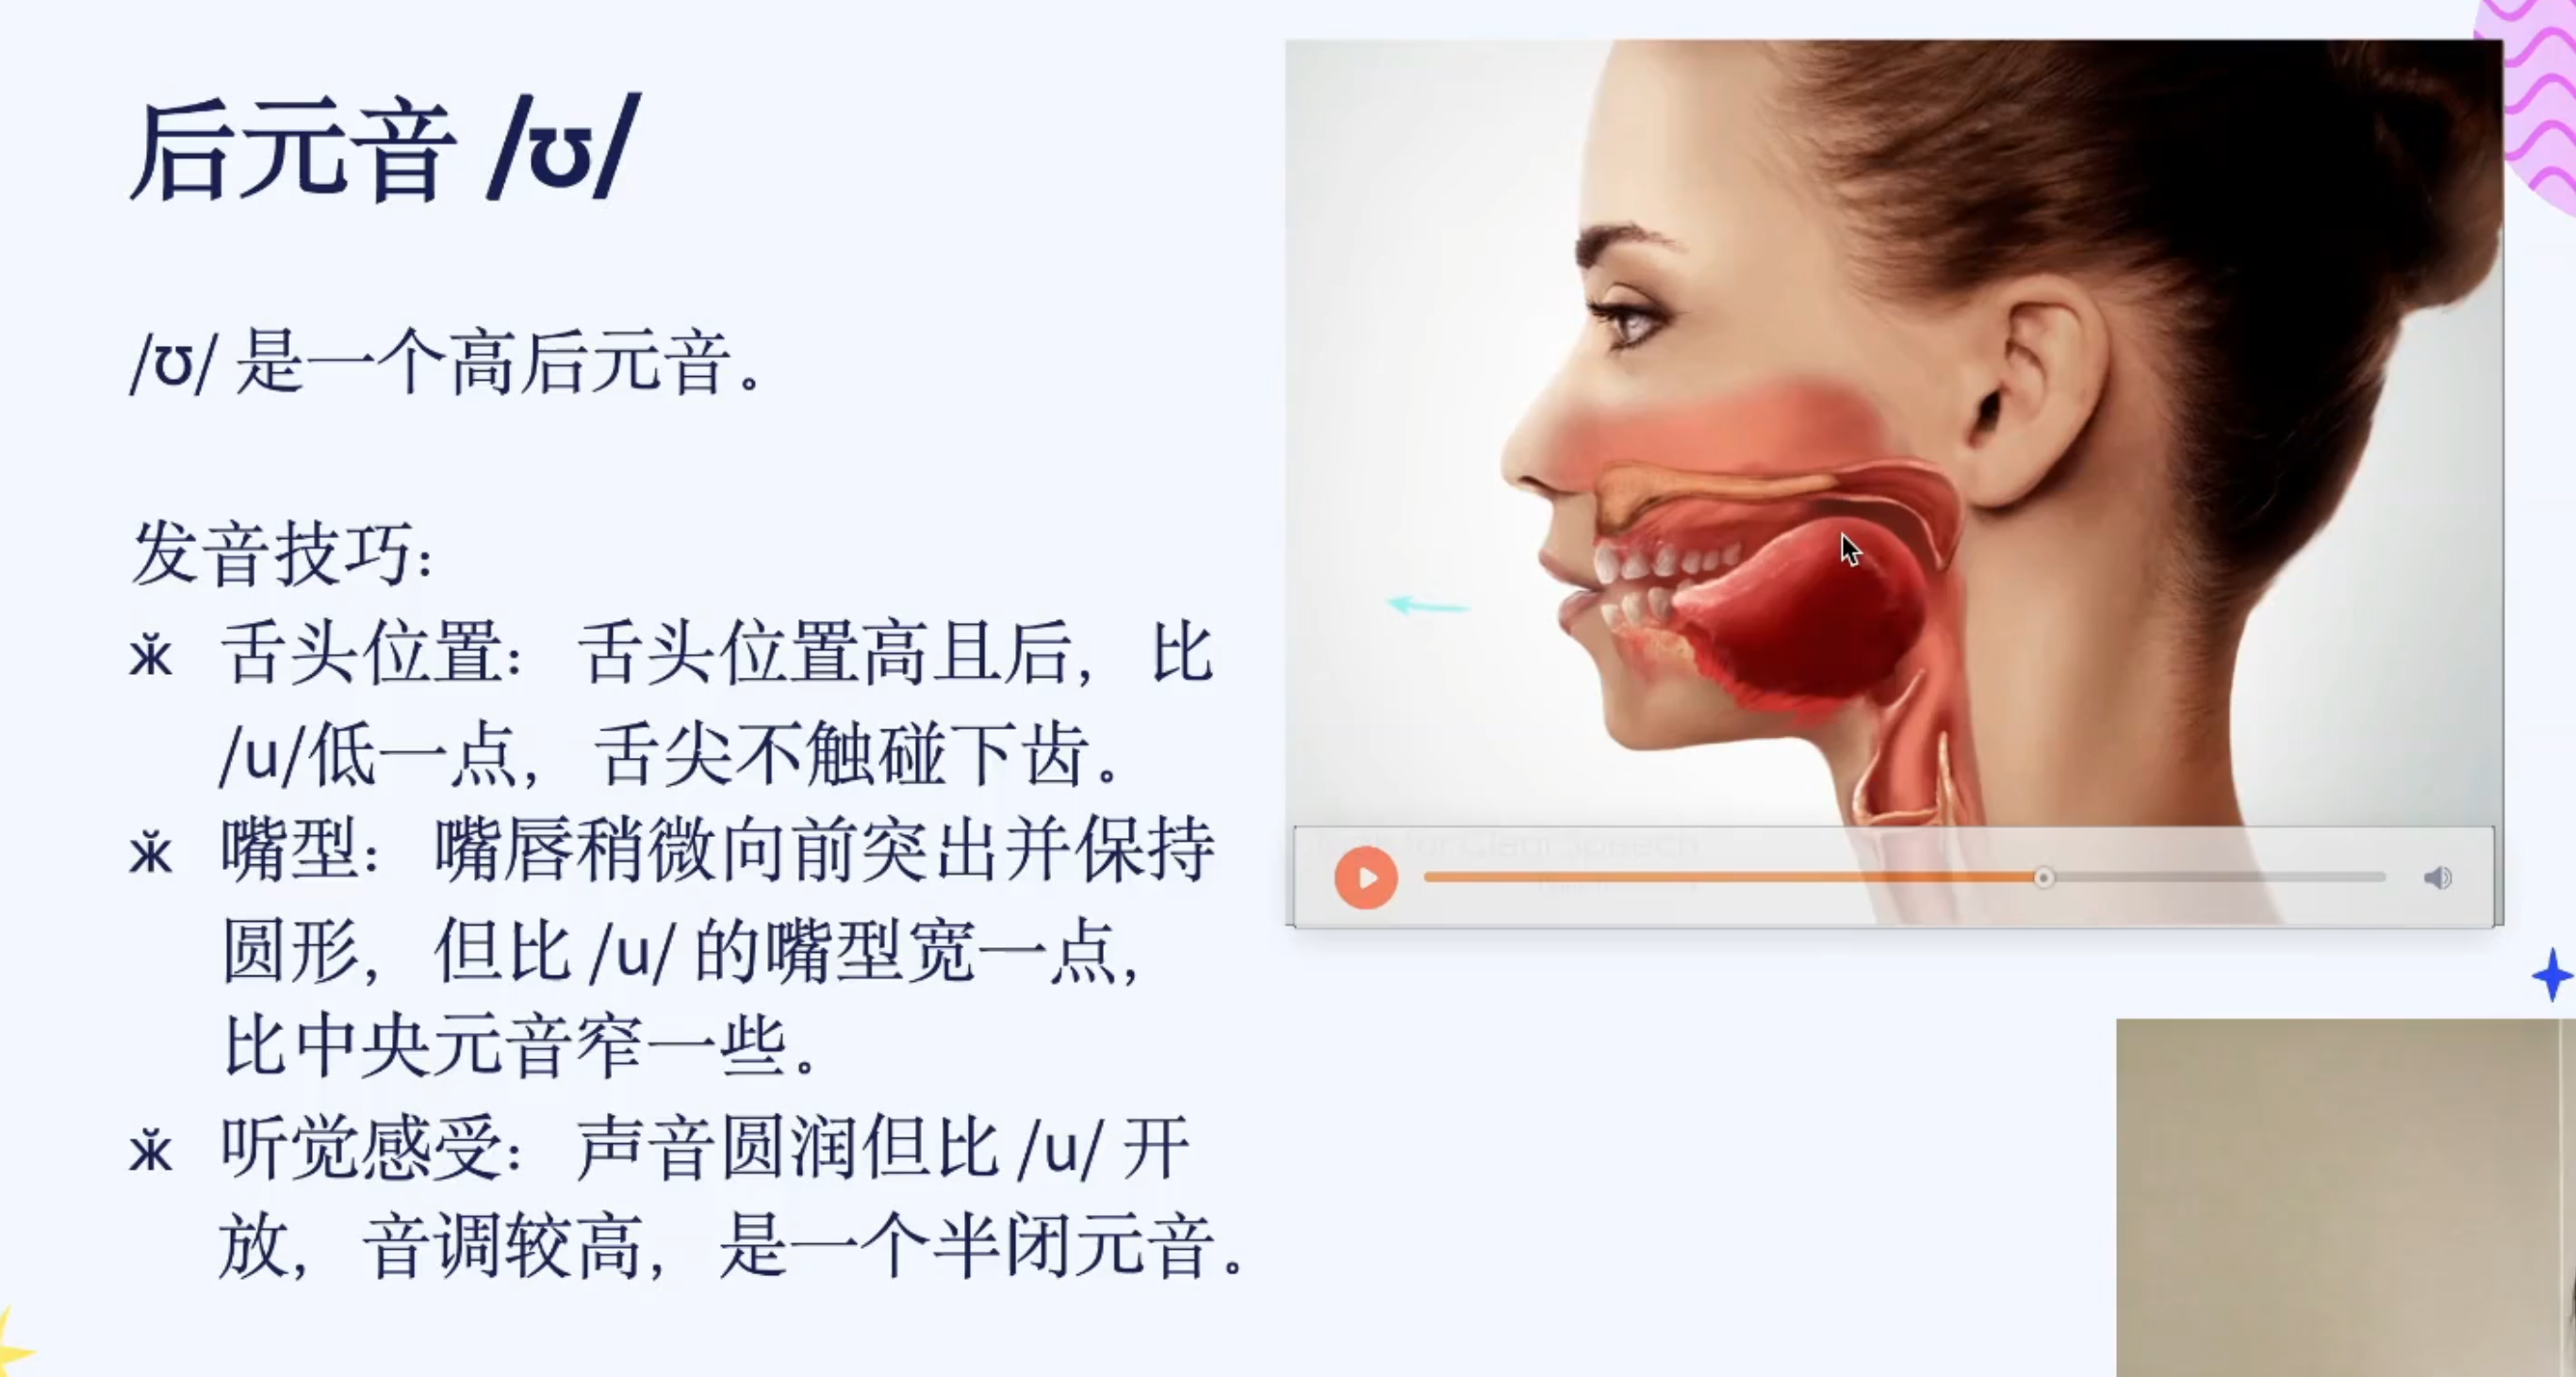 后元音 /ʊ/
/ʊ/ 是一个高后元音。
发音技巧：
ӂ 舌头位置： 舌头位置高且后， 比
/u/低一点， 舌尖不触碰下齿。
ӂ 嘴型： 嘴唇稍微向前突出并保持
圆形， 但比 /u/ 的嘴型宽一点，
比中央元音窄一些。
ӂ 听觉感受： 声音圆润但比 /u/ 开
放， 音调较高， 是一个半闭元音。
for Clear Speech